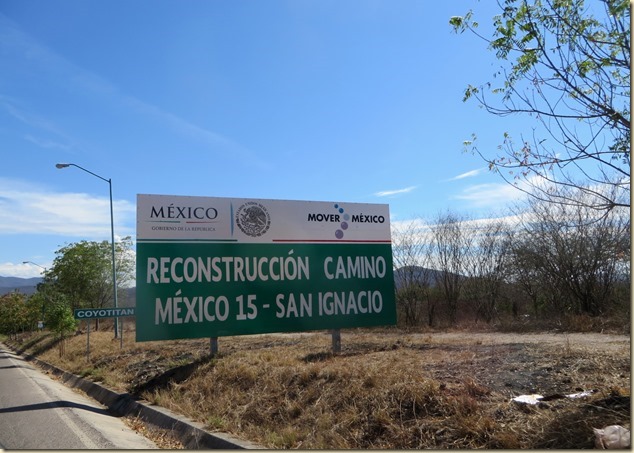 MÉXICO
GOBIERNO DE LA REPÚBLICA
MOVER MÉXICO
RECONSTRUCCIÓN CAMINO
MÉXICO 15 - SAN IGNACIO
COYOTITAN